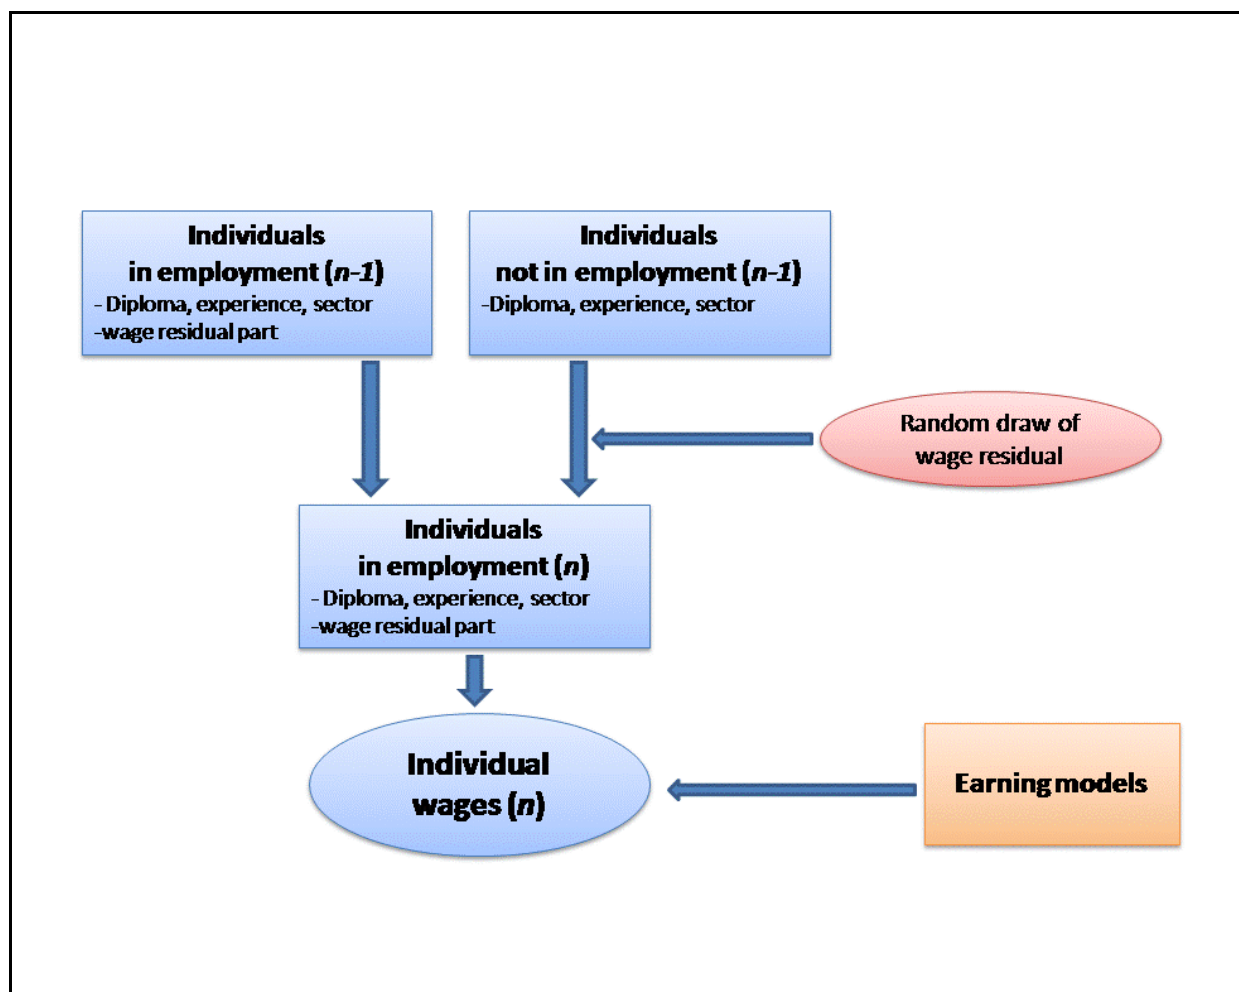 Individuals
in employment (n-1)
- Diploma, experience, sector
-wage residual part
Individuals
not in employment (n-1)
-Diploma, experience, sector
Random draw of
wage residual
Individuals
in employment (n)
- Diploma, experience, sector
-wage residual part
Individual
wages (n)
Earning models